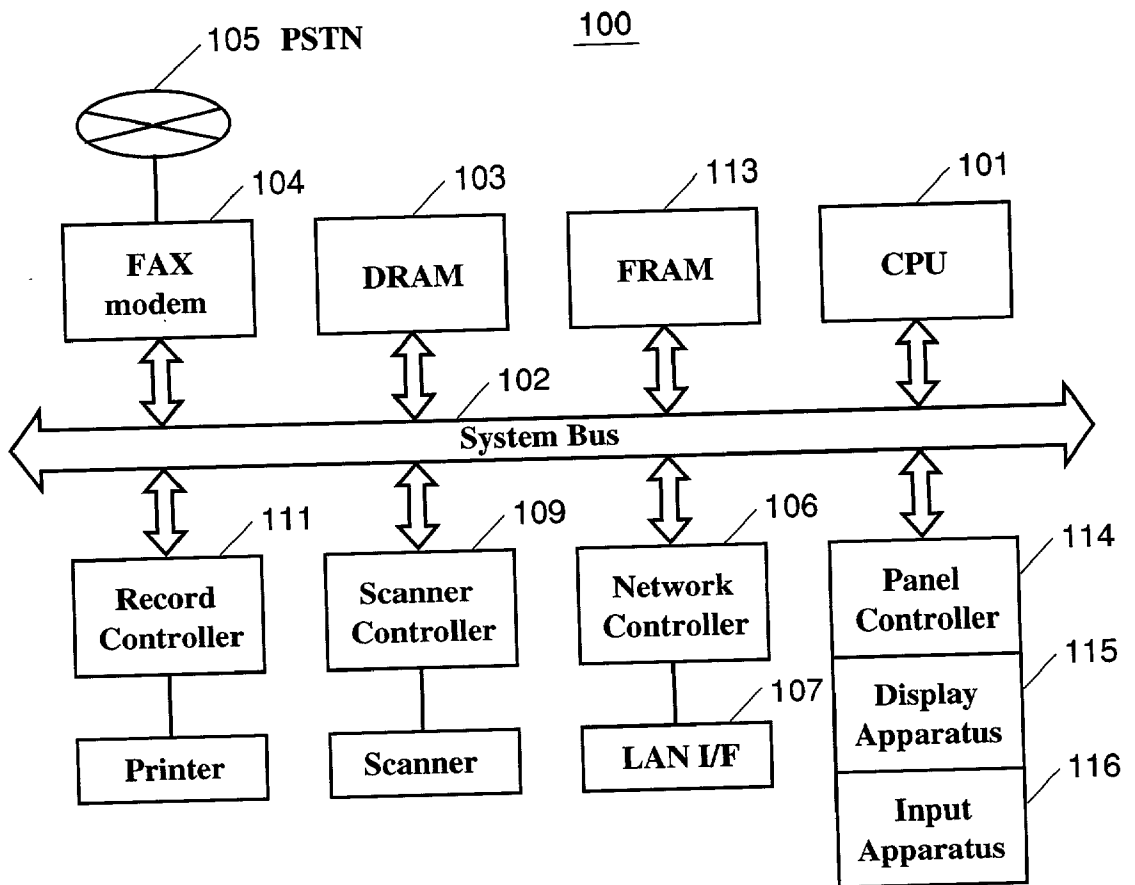 105 PSTN
100
104
103
113
101
FAX
modem
DRAM
FRAM
CPU
102
System Bus
111
109
106
114
Record
Controller
Scanner
Controller
Network
Controller
Panel
Controller
115
107
Display
Apparatus
Printer
Scanner
LAN I/F
116
Input
Apparatus